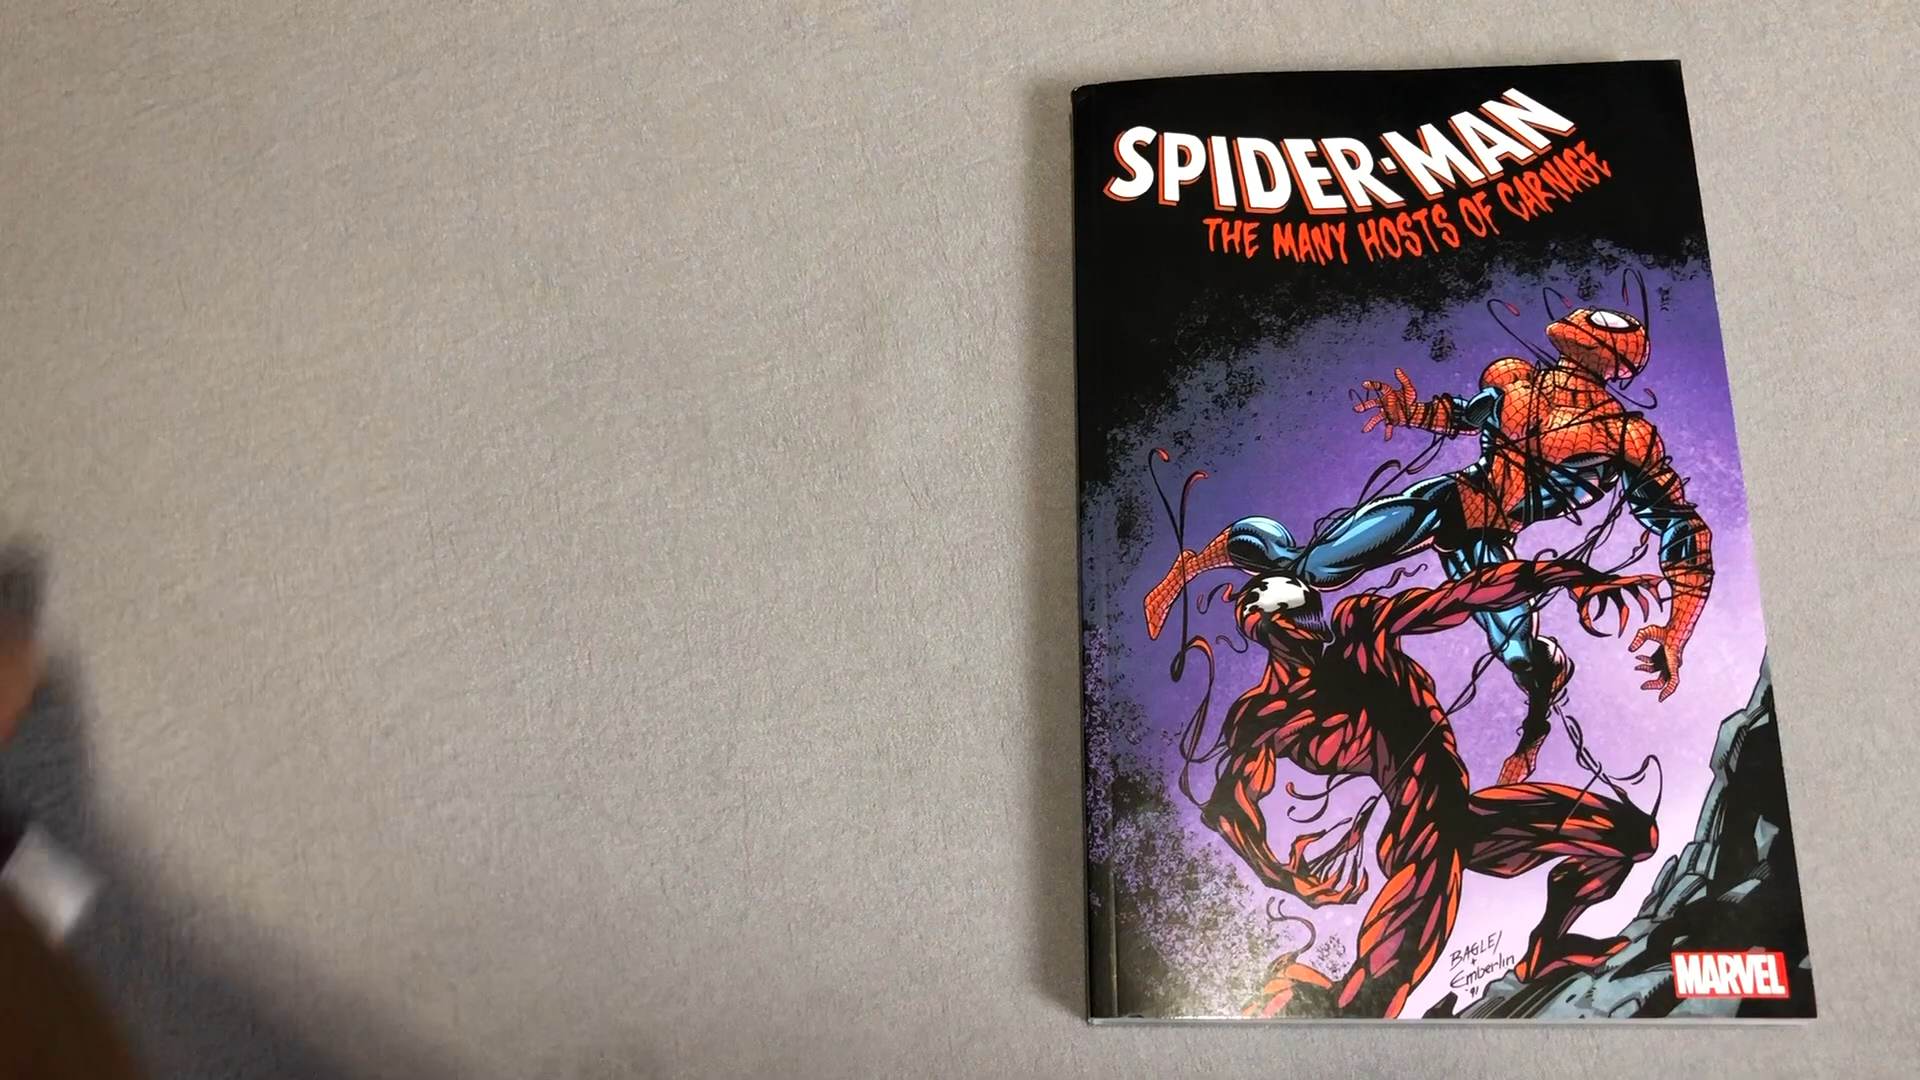 SPIDER-MAN
THE MANY HOSTS OF CARNAGE
BAGLEY
+
Emberlin
'91
MARVEL